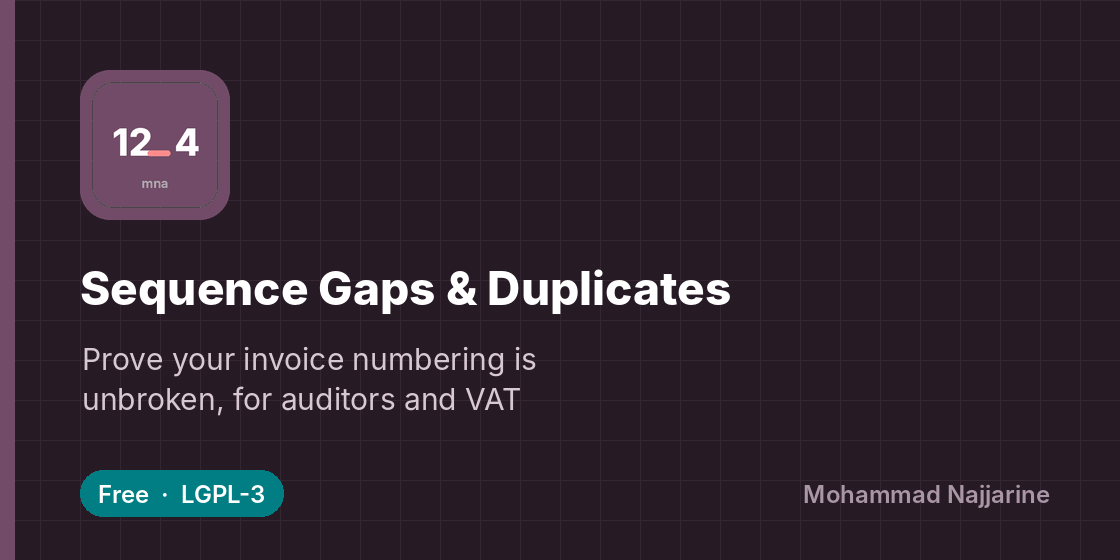 12_4
mna
Sequence Gaps & Duplicates
Prove your invoice numbering is
unbroken, for auditors and VAT
Free · LGPL-3
Mohammad Najjarine